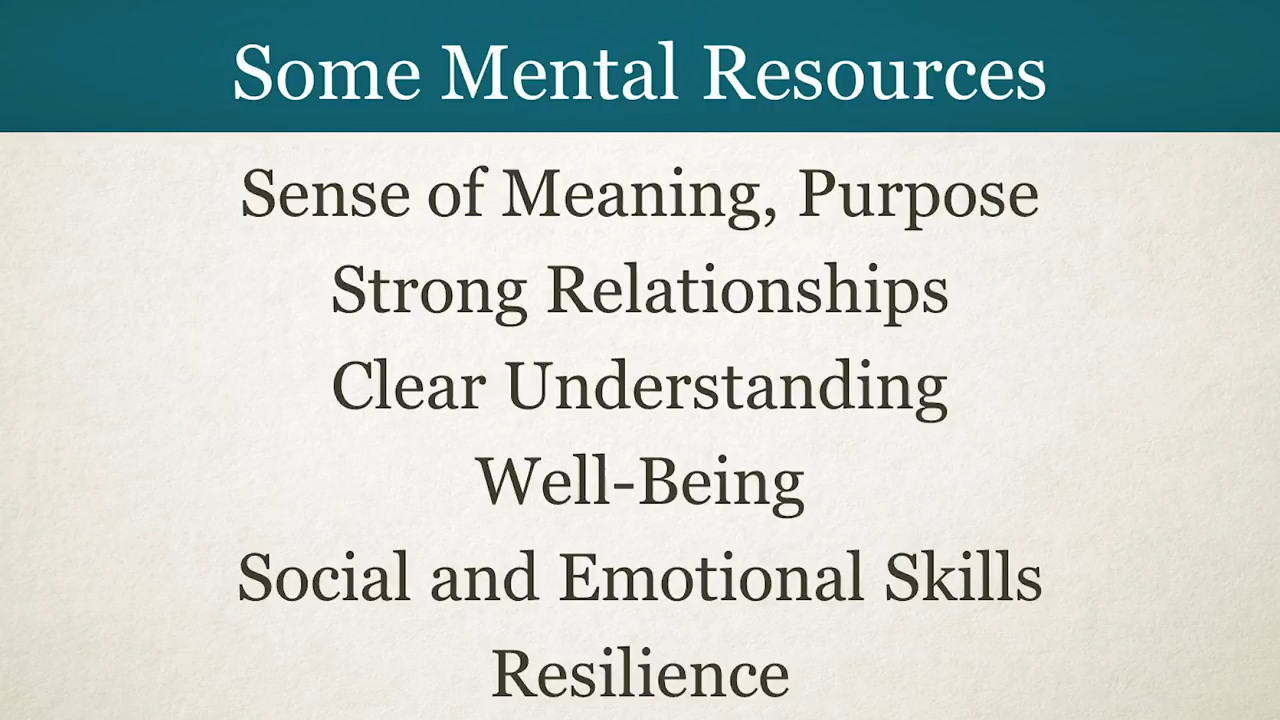 Some Mental Resources
Sense of Meaning, Purpose
Strong Relationships
Clear Understanding
Well-Being
Social and Emotional Skills
Resilience